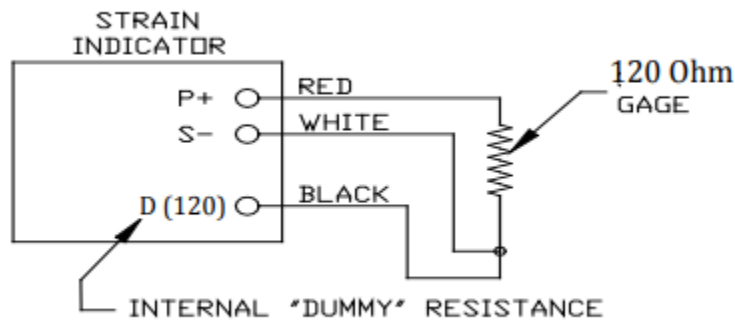 STRAIN
INDICATOR
P+
RED
120 Ohm
GAGE
S-
WHITE
D (120)
BLACK
INTERNAL "DUMMY" RESISTANCE